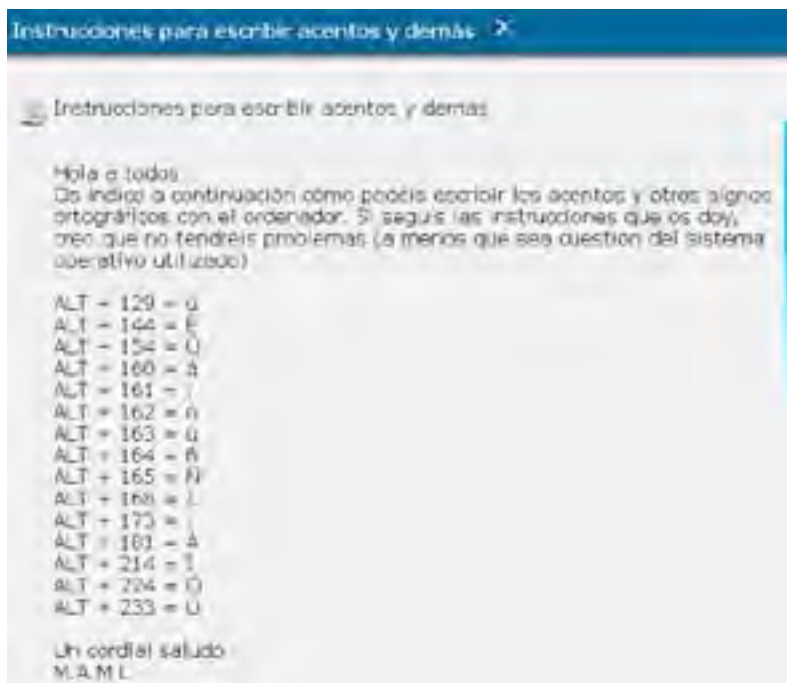 Instrucciones para escribir acentos y demás
Instrucciones para escribir acentos y demás
Hola a todos
Os indico a continuación cómo podéis escribir los acentos y otros signos
ortográficos con el ordenador. Si seguís las instrucciones que os doy,
creo que no tendréis problemas (a menos que sea cuestión del sistema
operativo utilizado)
ALT + 129 = ü
ALT + 144 = É
ALT + 154 = Ü
ALT + 160 = á
ALT + 161 = í
ALT + 162 =
ALT + 163 = ú
ALT + 164 = ñ
ALT + 165 = Ñ
ALT + 168 = ¿
ALT + 173 = ¡
ALT + 181 = Á
ALT + 214 = Í
ALT + 224 = Ó
ALT + 233 = Ú
Un cordial saludo
M.A.M.L.